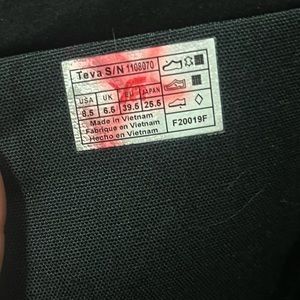 Teva S/N 1108070
USA UK EU JAPAN
8.5 6.5 39.5 25.5
Made in Vietnam
Fabriqué en Vietnam
Hecho en Vietnam
F20019F